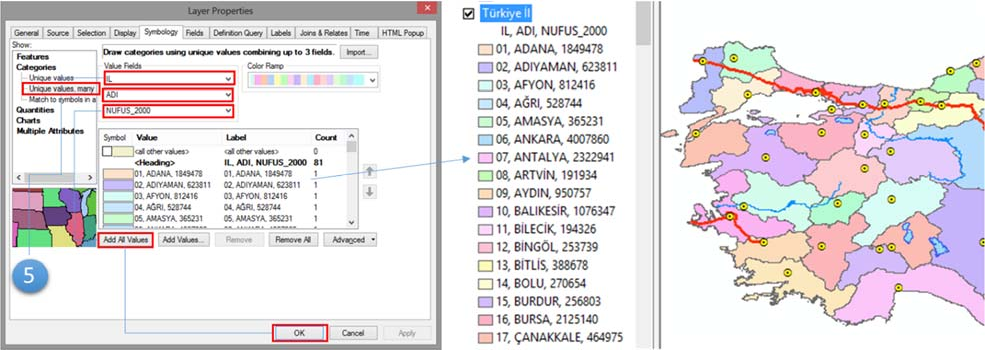 Layer Properties
General Source Selection Display Symbology Fields Definition Query Labels Joins & Relates Time HTML Popup
Show:
Features
Categories
Unique values
Unique values, many
Match to symbols in a
Quantities
Charts
Multiple Attributes
Draw categories using unique values combining up to 3 fields.
Import...
Value Fields
IL
ADI
NUFUS_2000
Color Ramp
Symbol Value Label Count
<all other values> <all other values> 0
<Heading> IL, ADI, NUFUS_2000 81
01, ADANA, 1849478 01, ADANA, 1849478 1
02, ADIYAMAN, 623811 02, ADIYAMAN, 623811 1
03, AFYON, 812416 03, AFYON, 812416 1
04, AĞRI, 528744 04, AĞRI, 528744 1
05, AMASYA, 365231 05, AMASYA, 365231 1
Add All Values Add Values... Remove Remove All Advanced
5
OK Cancel Apply
Türkiye İl
IL, ADI, NUFUS_2000
01, ADANA, 1849478
02, ADIYAMAN, 623811
03, AFYON, 812416
04, AĞRI, 528744
05, AMASYA, 365231
06, ANKARA, 4007860
07, ANTALYA, 2322941
08, ARTVİN, 191934
09, AYDIN, 950757
10, BALIKESİR, 1076347
11, BİLECİK, 194326
12, BİNGÖL, 253739
13, BİTLİS, 388678
14, BOLU, 270654
15, BURDUR, 256803
16, BURSA, 2125140
17, ÇANAKKALE, 464975